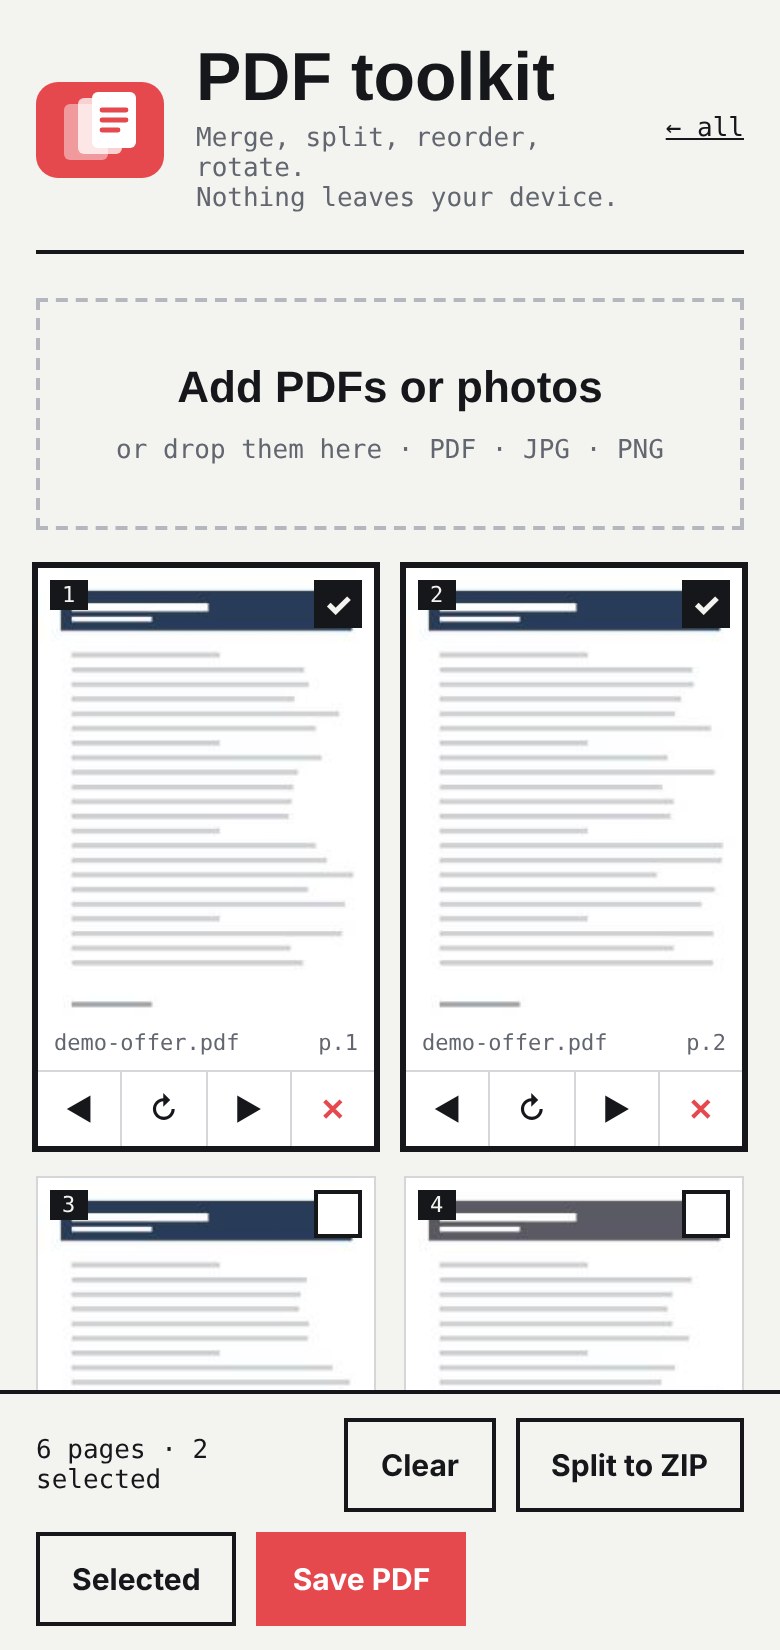 PDF toolkit
Merge, split, reorder,
rotate.
Nothing leaves your device.
← all
Add PDFs or photos
or drop them here · PDF · JPG · PNG
1
2
demo-offer.pdf p.1
demo-offer.pdf p.2
3
4
6 pages · 2
selected
Clear
Split to ZIP
Selected
Save PDF